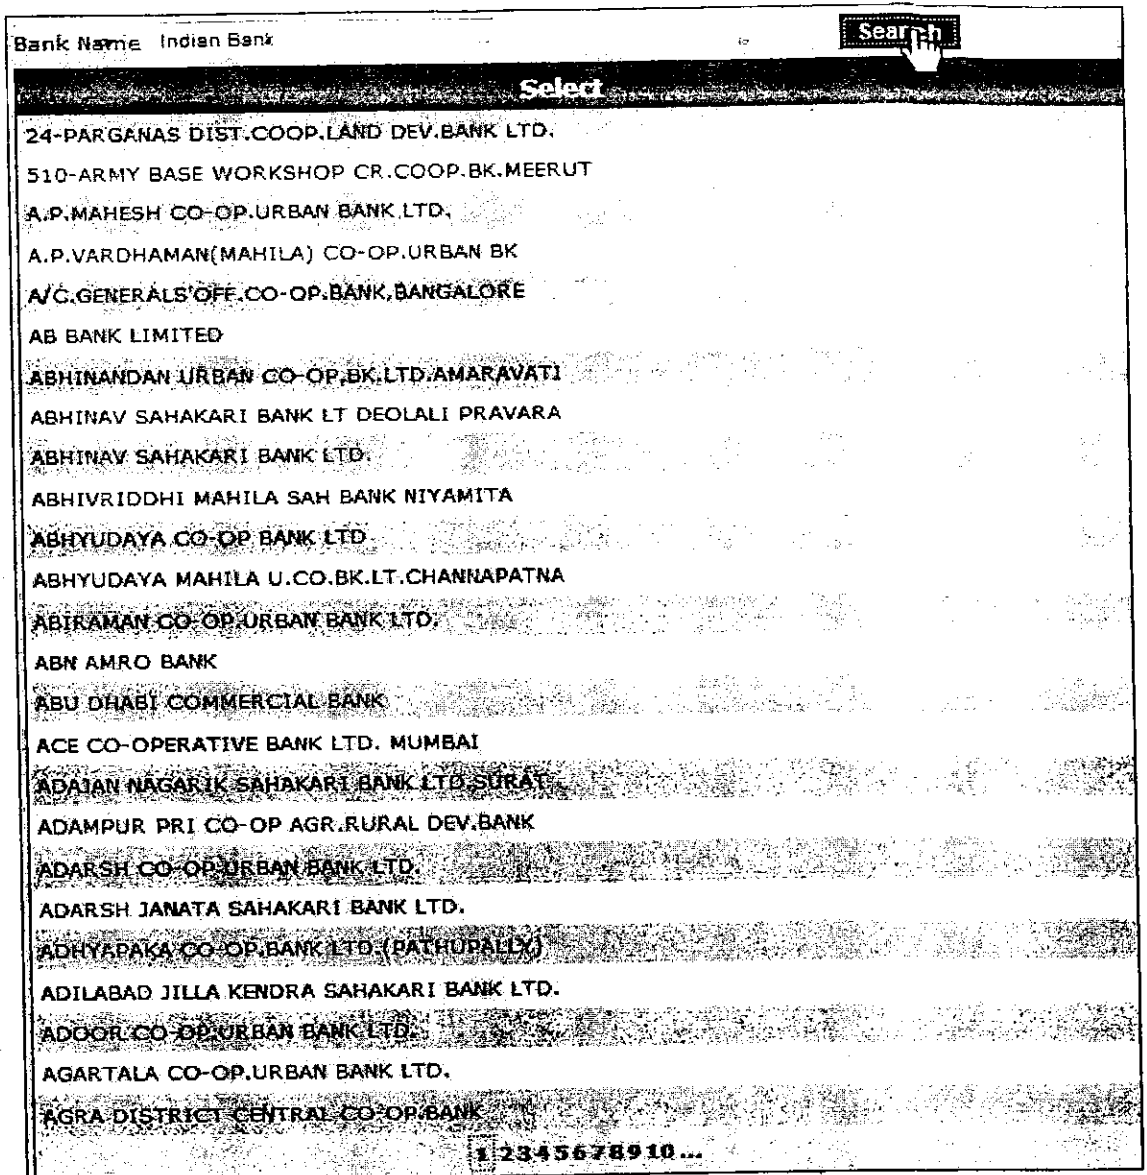 Bank Name Indian Bank Search
Select
24-PARGANAS DIST.COOP.LAND DEV.BANK LTD.
510-ARMY BASE WORKSHOP CR.COOP.BK.MEERUT
A.P.MAHESH CO-OP.URBAN BANK LTD.
A.P.VARDHAMAN(MAHILA) CO-OP.URBAN BK
A/C.GENERALS'OFF.CO-OP.BANK,BANGALORE
AB BANK LIMITED
ABHINANDAN URBAN CO-OP.BK.LTD.AMARAVATI
ABHINAV SAHAKARI BANK LT DEOLALI PRAVARA
ABHINAV SAHAKARI BANK LTD.
ABHIVRIDDHI MAHILA SAH BANK NIYAMITA
ABHYUDAYA CO-OP BANK LTD
ABHYUDAYA MAHILA U.CO.BK.LT.CHANNAPATNA
ABIRAMAN CO-OP.URBAN BANK LTD.
ABN AMRO BANK
ABU DHABI COMMERCIAL BANK
ACE CO-OPERATIVE BANK LTD. MUMBAI
ADAJAN NAGARIK SAHAKARI BANK LTD,SURAT
ADAMPUR PRI CO-OP AGR.RURAL DEV.BANK
ADARSH CO-OP.URBAN BANK LTD.
ADARSH JANATA SAHAKARI BANK LTD.
ADHYAPAKA CO-OP.BANK LTD.(PATHUPALLY)
ADILABAD JILLA KENDRA SAHAKARI BANK LTD.
ADOOR CO-OP.URBAN BANK LTD.
AGARTALA CO-OP.URBAN BANK LTD.
AGRA DISTRICT CENTRAL CO-OP.BANK
1 2 3 4 5 6 7 8 9 10 ...